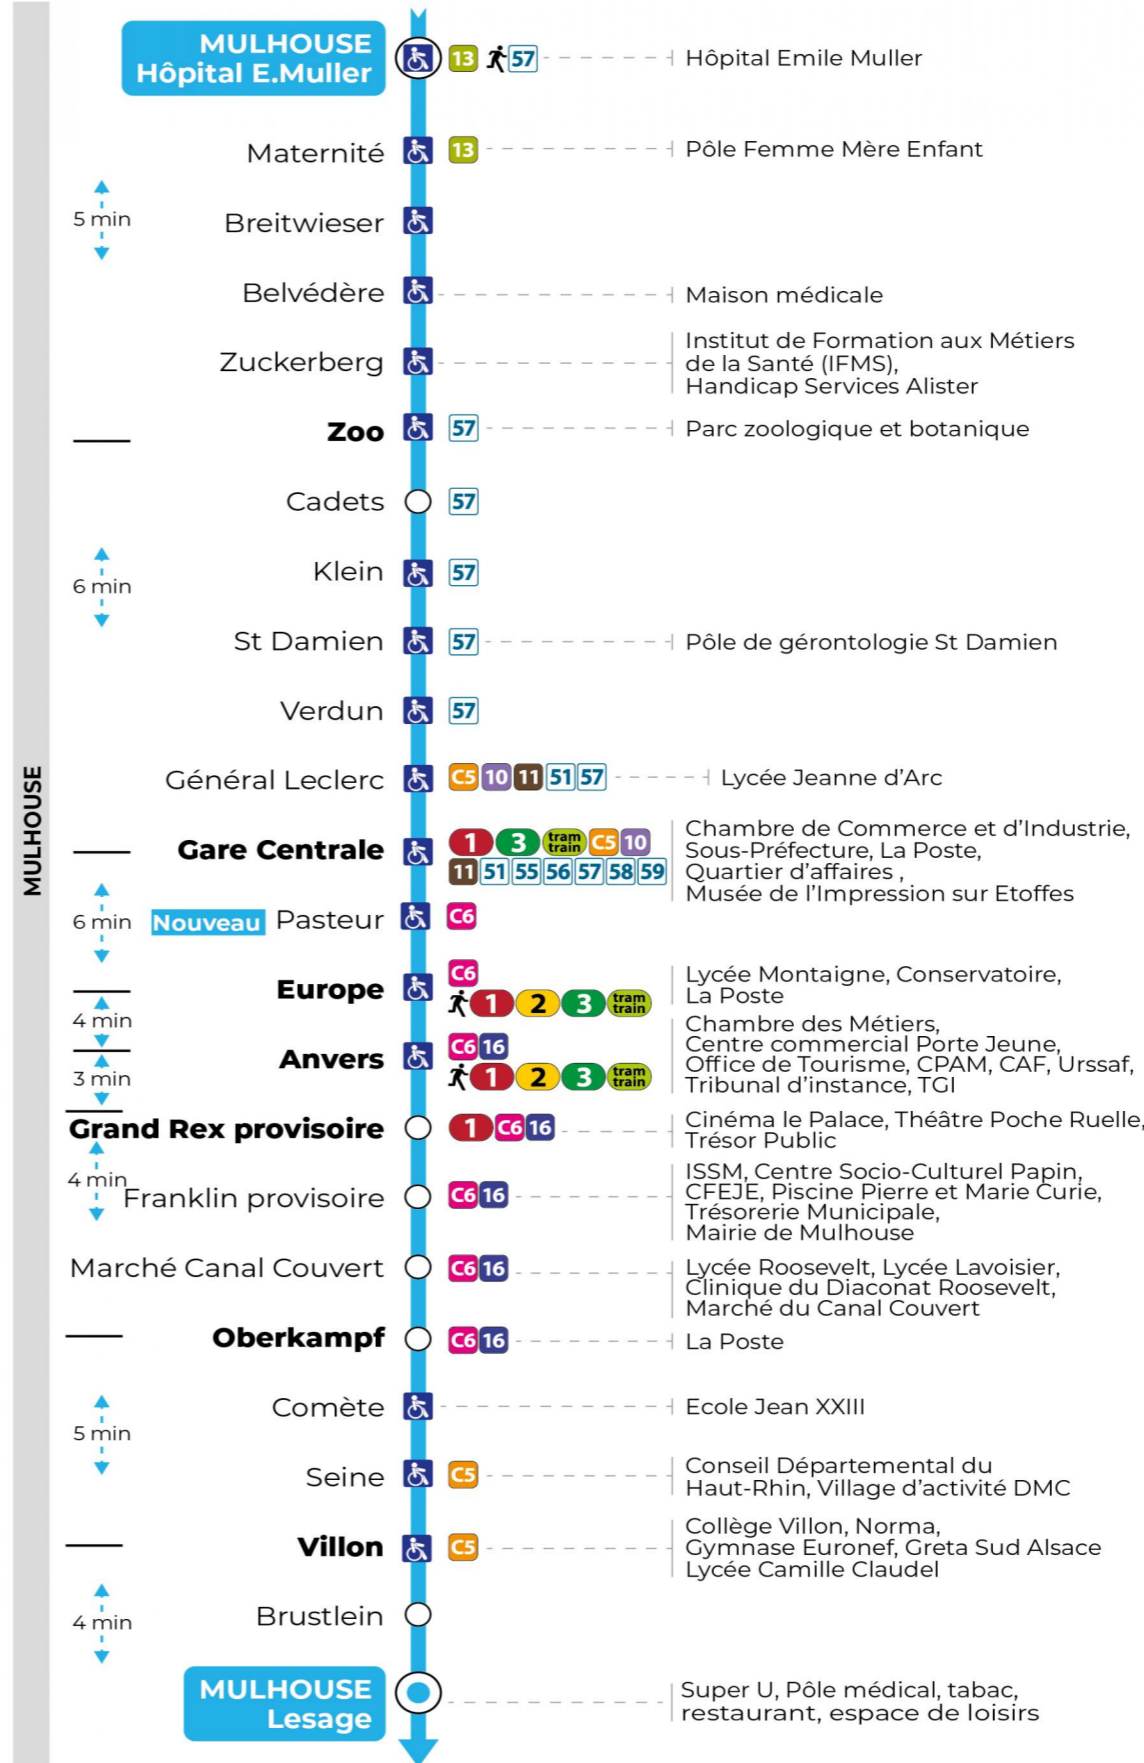 MULHOUSE
MULHOUSE
Hôpital E.Muller
13 57
Hôpital Emile Muller
Maternité
13
Pôle Femme Mère Enfant
5 min
Breitwieser
Belvédère
Maison médicale
Zuckerberg
Institut de Formation aux Métiers
de la Santé (IFMS),
Handicap Services Alister
Zoo
57
Parc zoologique et botanique
Cadets
57
6 min
Klein
57
St Damien
57
Pôle de gérontologie St Damien
Verdun
57
Général Leclerc
C5 10 11 51 57
Lycée Jeanne d’Arc
Gare Centrale
1 3 tram train C5 10
11 51 55 56 57 58 59
Chambre de Commerce et d’Industrie,
Sous-Préfecture, La Poste,
Quartier d’affaires ,
Musée de l’Impression sur Etoffes
6 min
Nouveau Pasteur
C6
Europe
C6
1 2 3 tram train
Lycée Montaigne, Conservatoire,
La Poste
4 min
Anvers
C6 16
1 2 3 tram train
Chambre des Métiers,
Centre commercial Porte Jeune,
Office de Tourisme, CPAM, CAF, Urssaf,
Tribunal d’instance, TGI
3 min
Grand Rex provisoire
1 C6 16
Cinéma le Palace, Théâtre Poche Ruelle,
Trésor Public
4 min
Franklin provisoire
C6 16
ISSM, Centre Socio-Culturel Papin,
CFEJE, Piscine Pierre et Marie Curie,
Trésorerie Municipale,
Mairie de Mulhouse
Marché Canal Couvert
C6 16
Lycée Roosevelt, Lycée Lavoisier,
Clinique du Diaconat Roosevelt,
Marché du Canal Couvert
Oberkampf
C6 16
La Poste
Comète
Ecole Jean XXIII
5 min
Seine
C5
Conseil Départemental du
Haut-Rhin, Village d’activité DMC
Villon
C5
Collège Villon, Norma,
Gymnase Euronef, Greta Sud Alsace
Lycée Camille Claudel
4 min
Brustlein
MULHOUSE
Lesage
Super U, Pôle médical, tabac,
restaurant, espace de loisirs